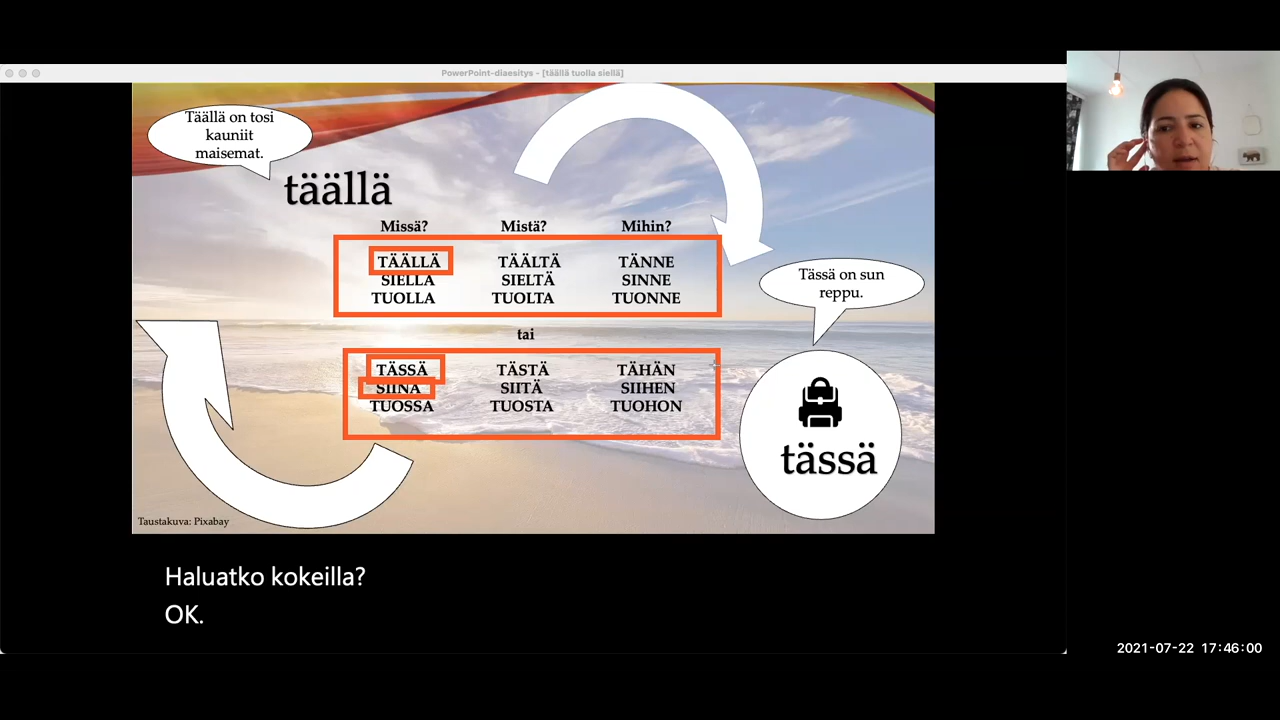 PowerPoint-diaesitys - [täällä tuolla siellä]
Täällä on tosi
kauniit
maisemat.
täällä
Missä? Mistä? Mihin?
TÄÄLLÄ TÄÄLTÄ TÄNNE
SIELLÄ SIELTÄ SINNE
TUOLLA TUOLTA TUONNE
tai
TÄSSÄ TÄSTÄ TÄHÄN
SIINÄ SIITÄ SIIHEN
TUOSSA TUOSTA TUOHON
Tässä on sun
reppu.
tässä
Taustakuva: Pixabay
Haluatko kokeilla?
OK.
2021-07-22 17:46:00